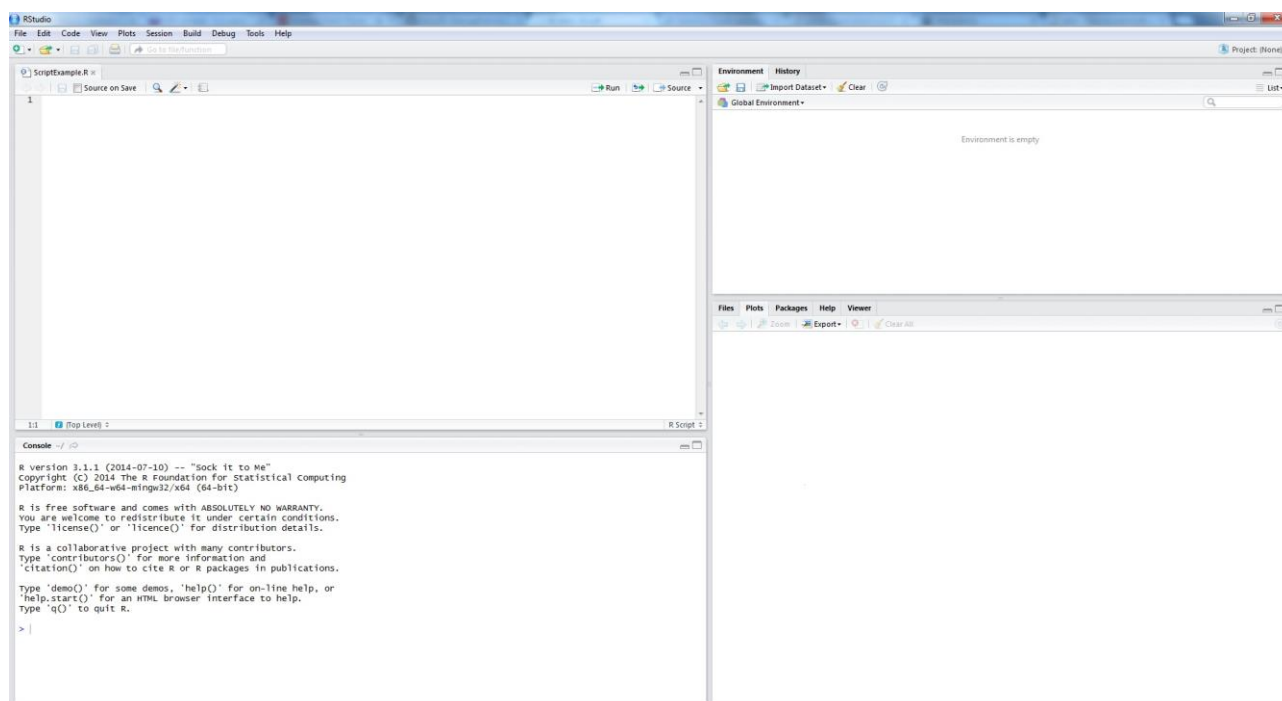 RStudio
File Edit Code View Plots Session Build Debug Tools Help
Go to file/function
Project: (None)
ScriptExample.R
Source on Save
Run
Source
1
1:1
(Top Level)
R Script
Console ~/
R version 3.1.1 (2014-07-10) -- "Sock it to Me"
Copyright (C) 2014 The R Foundation for Statistical Computing
Platform: x86_64-w64-mingw32/x64 (64-bit)
R is free software and comes with ABSOLUTELY NO WARRANTY.
You are welcome to redistribute it under certain conditions.
Type 'license()' or 'licence()' for distribution details.
R is a collaborative project with many contributors.
Type 'contributors()' for more information and
'citation()' on how to cite R or R packages in publications.
Type 'demo()' for some demos, 'help()' for on-line help, or
'help.start()' for an HTML browser interface to help.
Type 'q()' to quit R.
>
Environment History
Import Dataset Clear
List
Global Environment
Environment is empty
Files Plots Packages Help Viewer
Zoom Export Clear All